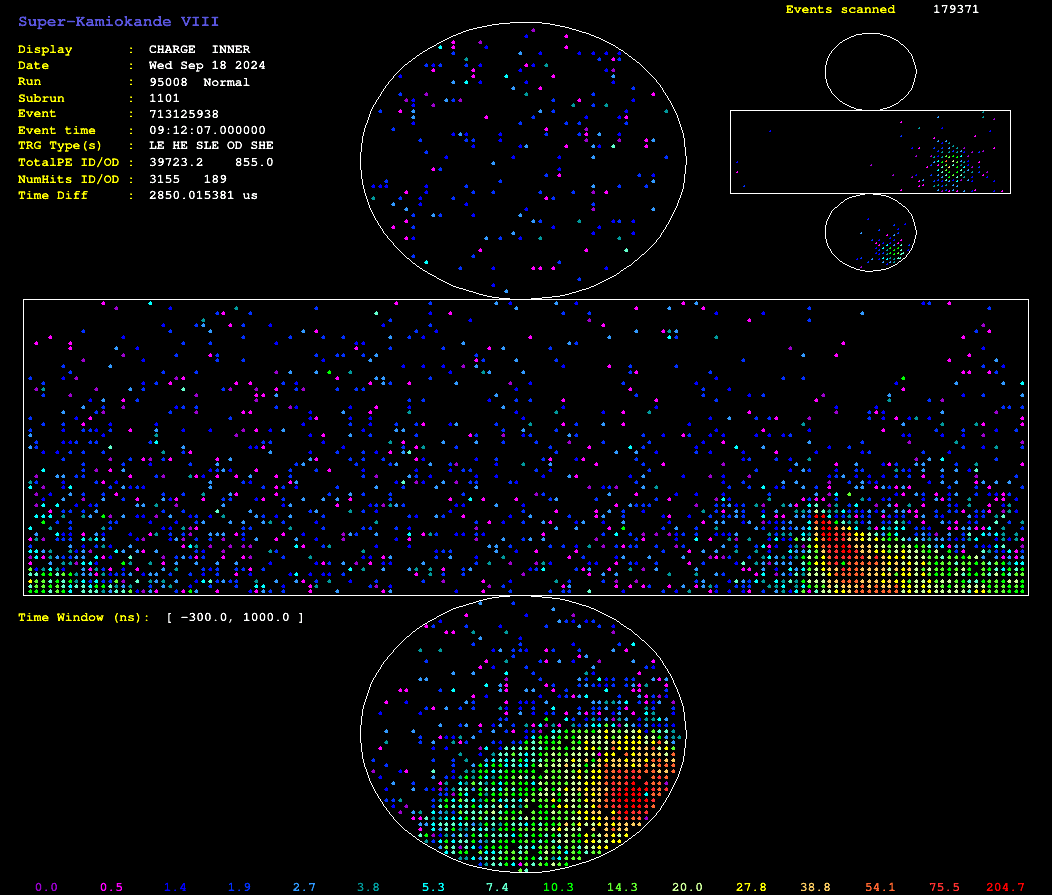 Super-Kamiokande VIII
Events scanned 179371
Display : CHARGE INNER
Date : Wed Sep 18 2024
Run : 95008 Normal
Subrun : 1101
Event : 713125938
Event time : 09:12:07.000000
TRG Type(s) : LE HE SLE OD SHE
TotalPE ID/OD : 39723.2 855.0
NumHits ID/OD : 3155 189
Time Diff : 2850.015381 us
Time Window (ns): [ -300.0, 1000.0 ]
0.0 0.5 1.4 1.9 2.7 3.8 5.3 7.4 10.3 14.3 20.0 27.8 38.8 54.1 75.5 204.7